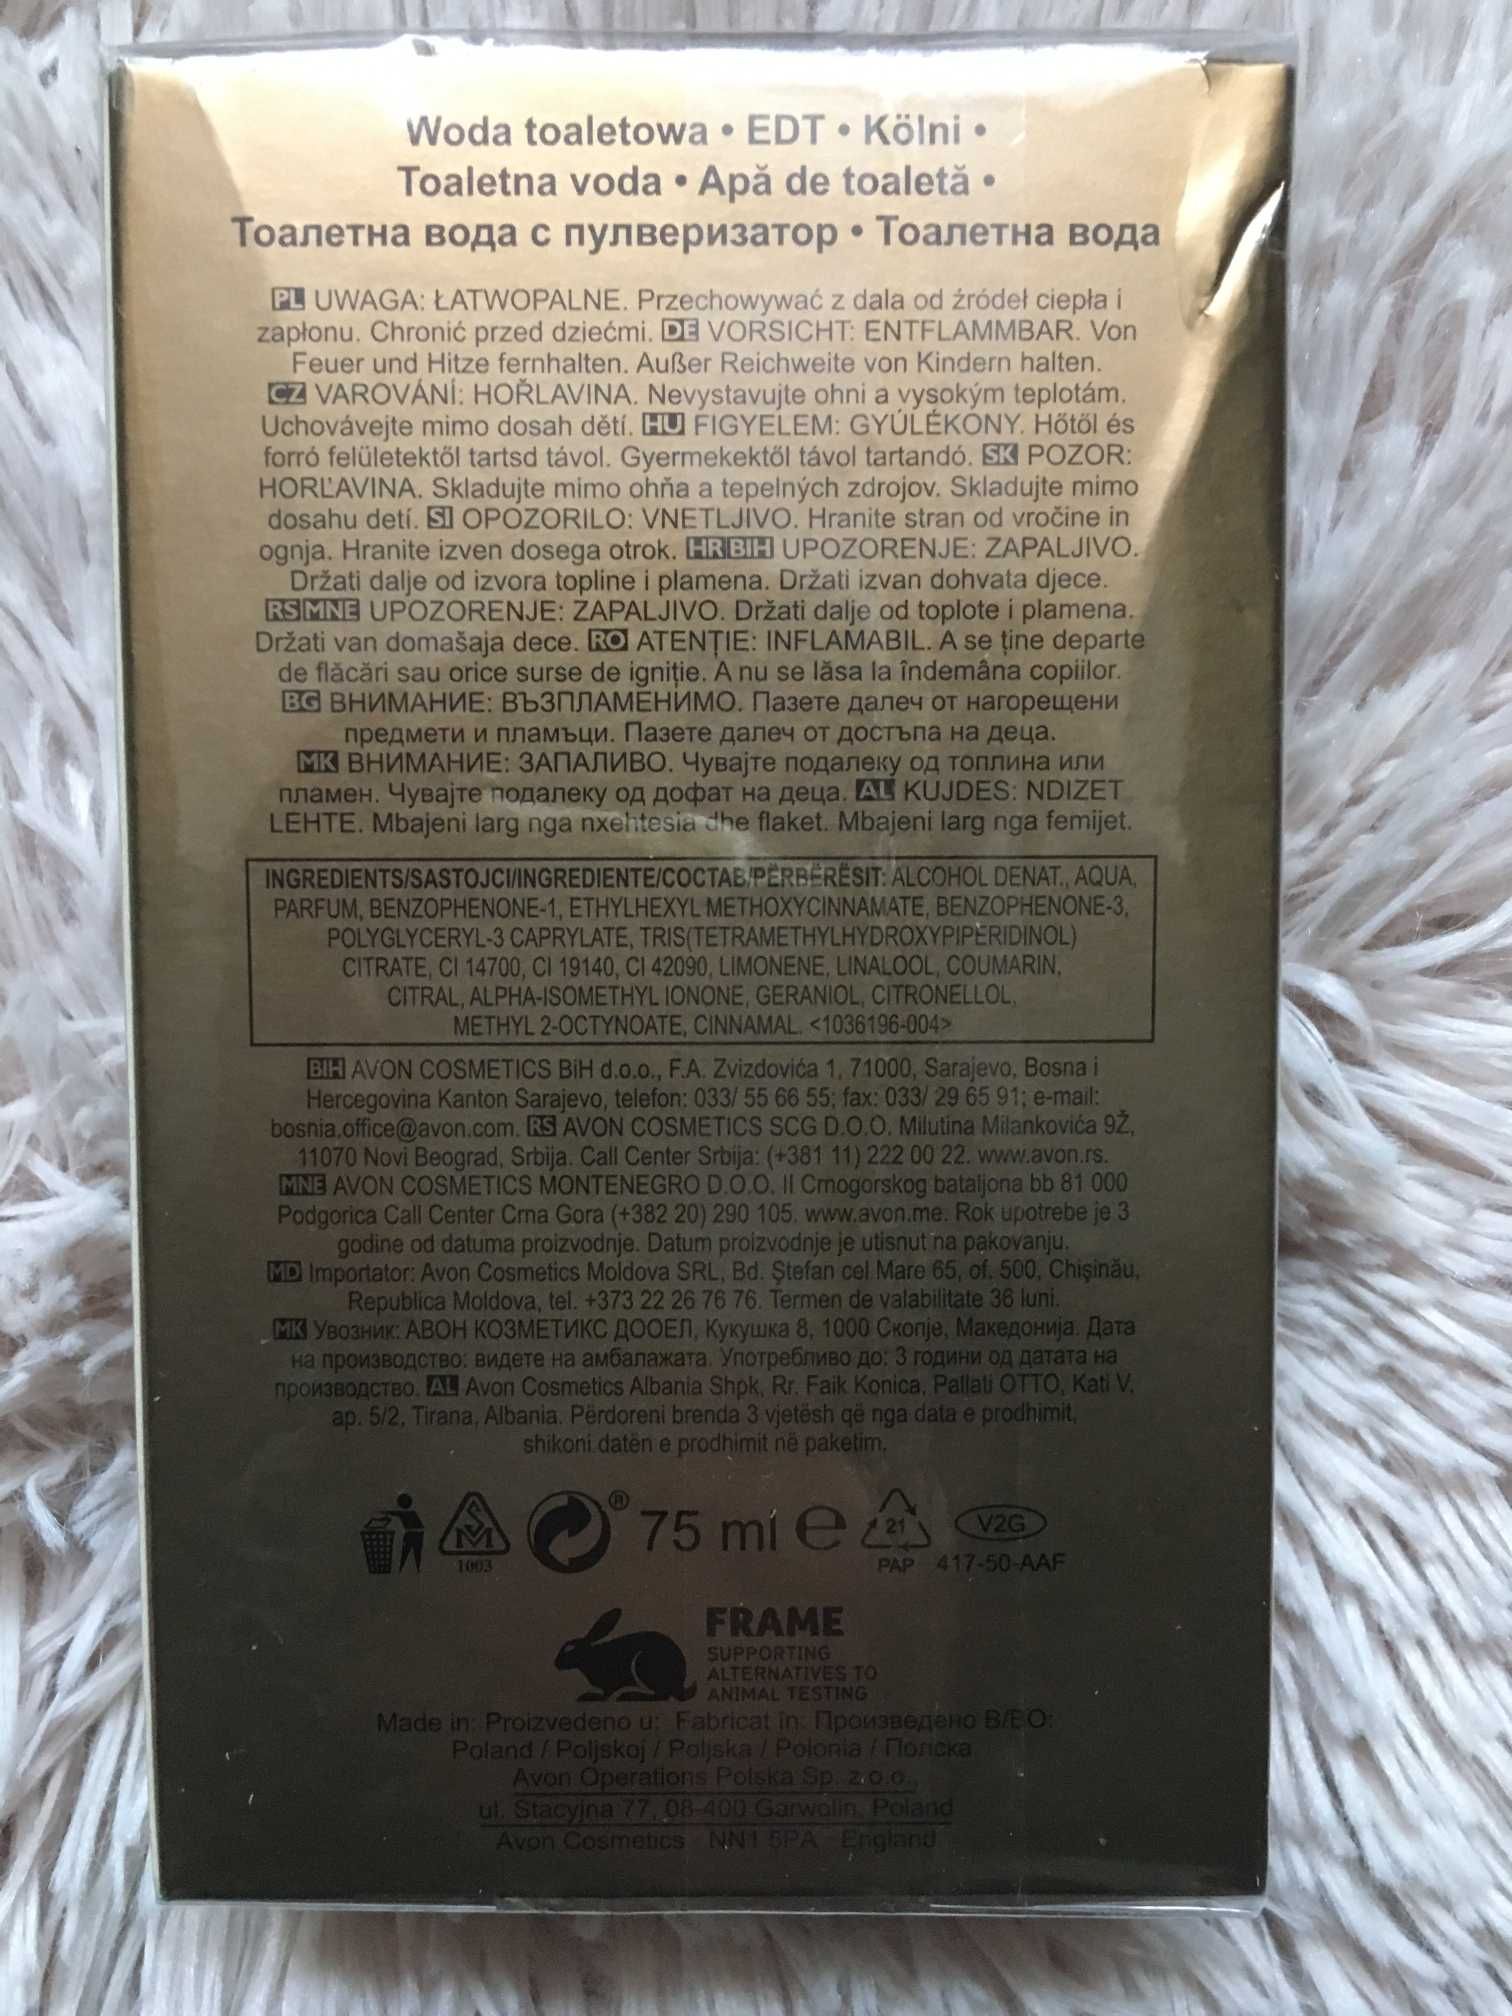 Woda toaletowa • EDT • Kölni •
Toaletna voda • Apă de toaletă •
Тоалетна вода с пулверизатор • Тоалетна вода
PL UWAGA: ŁATWOPALNE. Przechowywać z dala od źródeł ciepła i
zapłonu. Chronić przed dziećmi. DE VORSICHT: ENTFLAMMBAR. Von
Feuer und Hitze fernhalten. Außer Reichweite von Kindern halten.
CZ VAROVÁNÍ: HOŘLAVINA. Nevystavujte ohni a vysokým teplotám.
Uchovávejte mimo dosah dětí. HU FIGYELEM: GYÚLÉKONY. Hőtöl és
forró felületektől tartsd távol. Gyermekektől távol tartandó. SK POZOR:
HORĽAVINA. Skladujte mimo ohňa a tepelných zdrojov. Skladujte mimo
dosahu detí. SI OPOZORILO: VNETLJIVO. Hranite stran od vročine in
ognja. Hranite izven dosega otrok. HR BIH UPOZORENJE: ZAPALJIVO.
Držati dalje od izvora topline i plamena. Držati izvan dohvata djece.
RS MNE UPOZORENJE: ZAPALJIVO. Držati dalje od toplote i plamena.
Držati van domašaja dece. RO ATENȚIE: INFLAMABIL. A se ține departe
de flăcări sau orice surse de igniție. A nu se lăsa la îndemâna copiilor.
BG ВНИМАНИЕ: ВЪЗПЛАМЕНИМО. Пазете далеч от нагорещени
предмети и пламъци. Пазете далеч от достъпа на деца.
MK ВНИМАНИЕ: ЗАПАЛИВО. Чувајте подалеку од топлина или
пламен. Чувајте подалеку од дофат на деца. AL KUJDES: NDIZET
LEHTE. Mbajeni larg nga nxehtesia dhe flaket. Mbajeni larg nga femijet.
INGREDIENTS/SASTOJCI/INGREDIENTE/СОСТАВ/PËRBËRËSIT: ALCOHOL DENAT., AQUA,
PARFUM, BENZOPHENONE-1, ETHYLHEXYL METHOXYCINNAMATE, BENZOPHENONE-3,
POLYGLYCERYL-3 CAPRYLATE, TRIS(TETRAMETHYLHYDROXYPIPERIDINOL)
CITRATE, CI 14700, CI 19140, CI 42090, LIMONENE, LINALOOL, COUMARIN,
CITRAL, ALPHA-ISOMETHYL IONONE, GERANIOL, CITRONELLOL,
METHYL 2-OCTYNOATE, CINNAMAL. <1036196-004>
BIH AVON COSMETICS BiH d.o.o., F.A. Zvizdovića 1, 71000, Sarajevo, Bosna i
Hercegovina Kanton Sarajevo, telefon: 033/ 55 66 55; fax: 033/ 29 65 91; e-mail:
bosnia.office@avon.com. RS AVON COSMETICS SCG D.O.O. Milutina Milankovića 9Ž,
11070 Novi Beograd, Srbija. Call Center Srbija: (+381 11) 222 00 22. www.avon.rs.
MNE AVON COSMETICS MONTENEGRO D.O.O. II Crnogorskog bataljona bb 81 000
Podgorica Call Center Crna Gora (+382 20) 290 105. www.avon.me. Rok upotrebe je 3
godine od datuma proizvodnje. Datum proizvodnje je utisnut na pakovanju.
MD Importator: Avon Cosmetics Moldova SRL, Bd. Ştefan cel Mare 65, of. 500, Chişinău,
Republica Moldova, tel. +373 22 26 76 76. Termen de valabilitate 36 luni.
MK Увозник: АВОН КОЗМЕТИКС ДООЕЛ, Кукушка 8, 1000 Скопје, Македонија. Дата
на производство: видете на амбалажата. Употребливо до: 3 години од датата на
производство. AL Avon Cosmetics Albania Shpk, Rr. Faik Konica, Pallati OTTO, Kati V,
ap. 5/2, Tirana, Albania. Përdoreni brenda 3 vjetësh që nga data e prodhimit,
shikoni datën e prodhimit në paketim.
SM 1003 ® 75 ml e 21 PAP V2G
417-50-AAF
FRAME
SUPPORTING
ALTERNATIVES TO
ANIMAL TESTING
Made in: Proizvedeno u: Fabricat în: Произведено В/ВО:
Poland / Poljskoj / Poljska / Polonia / Полска
Avon Operations Polska Sp. z.o.o.,
ul. Stacyjna 77, 08-400 Garwolin, Poland
Avon Cosmetics NN1 5PA England